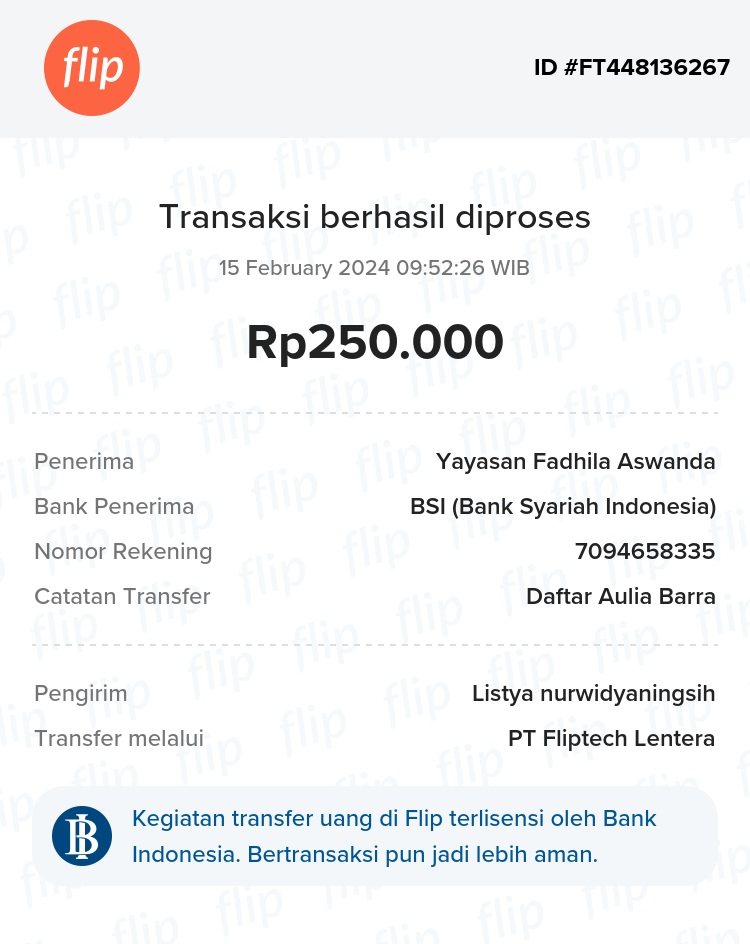 flip
ID #FT448136267
Transaksi berhasil diproses
15 February 2024 09:52:26 WIB
Rp250.000
Penerima Yayasan Fadhila Aswanda
Bank Penerima BSI (Bank Syariah Indonesia)
Nomor Rekening 7094658335
Catatan Transfer Daftar Aulia Barra
Pengirim Listya nurwidyaningsih
Transfer melalui PT Fliptech Lentera
Kegiatan transfer uang di Flip terlisensi oleh Bank
Indonesia. Bertransaksi pun jadi lebih aman.